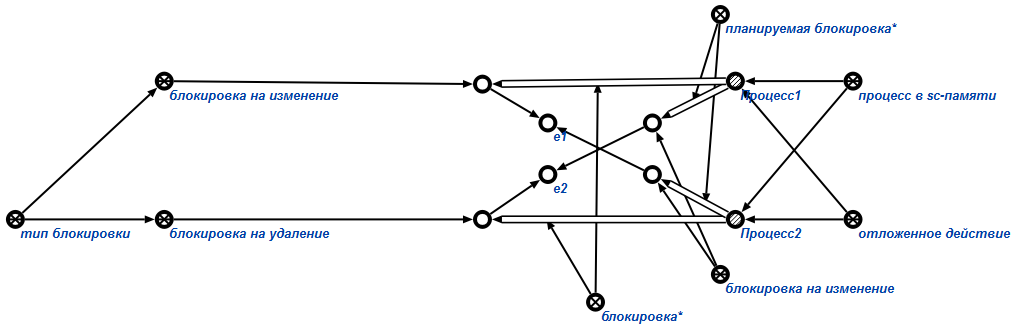 планируемая блокировка*
блокировка на изменение
Процесс1
процесс в sc-памяти
e1
e2
тип блокировки
блокировка на удаление
Процесс2
отложенное действие
блокировка на изменение
блокировка*